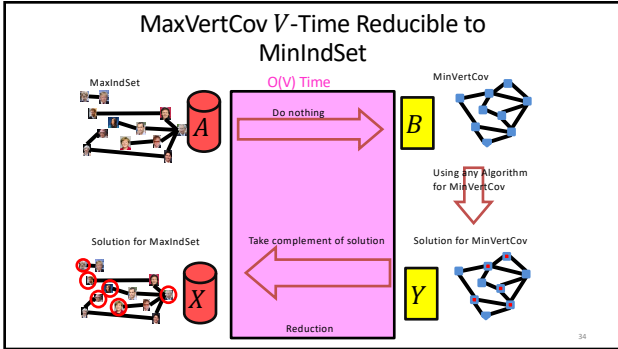 MaxVertCov V-Time Reducible to
MinIndSet
MaxIndSet
O(V) Time
MinVertCov
Do nothing
A
B
Using any Algorithm
for MinVertCov
Solution for MaxIndSet
Take complement of solution
Solution for MinVertCov
X
Y
Reduction
34